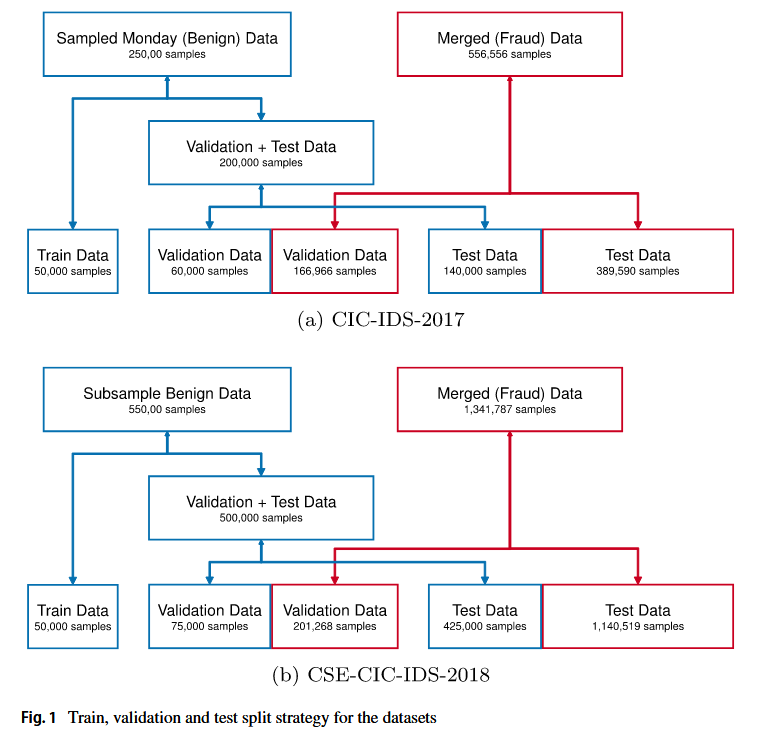 Sampled Monday (Benign) Data
250,00 samples
Merged (Fraud) Data
556,556 samples
Validation + Test Data
200,000 samples
Train Data
50,000 samples
Validation Data
60,000 samples
Validation Data
166,966 samples
Test Data
140,000 samples
Test Data
389,590 samples
(a) CIC-IDS-2017
Subsample Benign Data
550,00 samples
Merged (Fraud) Data
1,341,787 samples
Validation + Test Data
500,000 samples
Train Data
50,000 samples
Validation Data
75,000 samples
Validation Data
201,268 samples
Test Data
425,000 samples
Test Data
1,140,519 samples
(b) CSE-CIC-IDS-2018
Fig. 1 Train, validation and test split strategy for the datasets